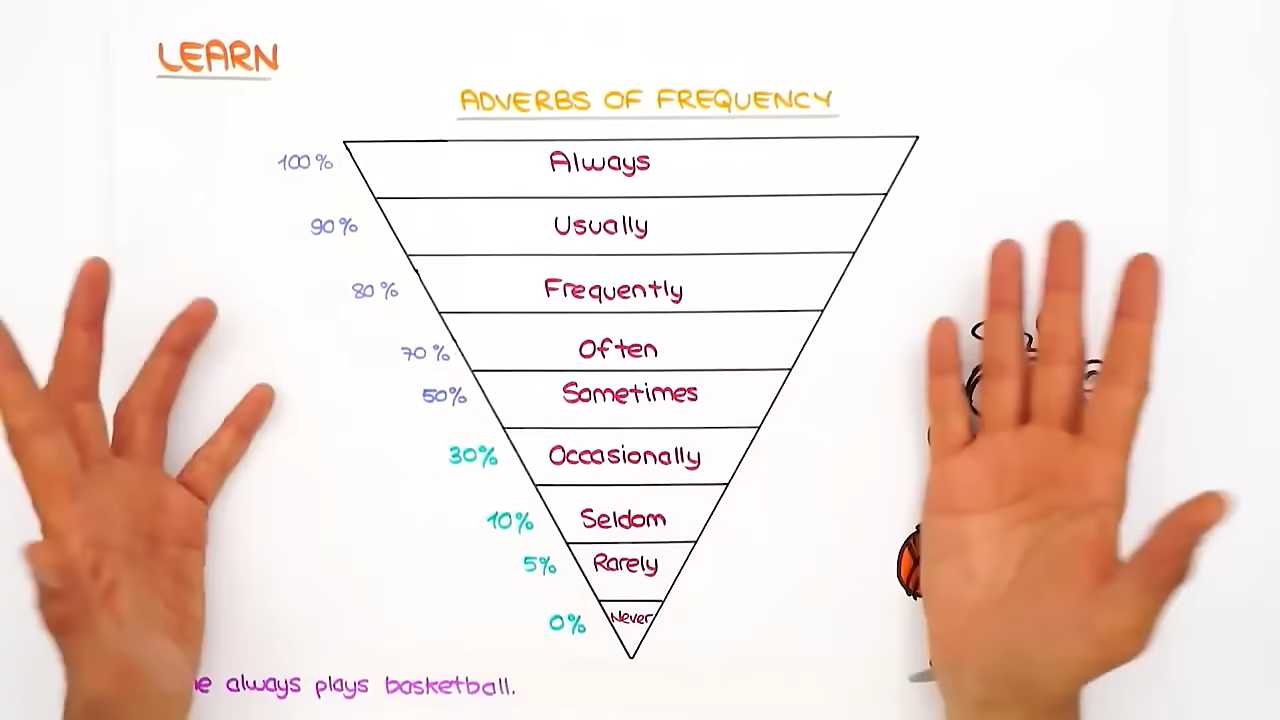 LEARN
ADVERBS OF FREQUENCY
100% Always
90% Usually
80% Frequently
70% Often
50% Sometimes
30% Occasionally
10% Seldom
5% Rarely
0% Never
always plays basketball.